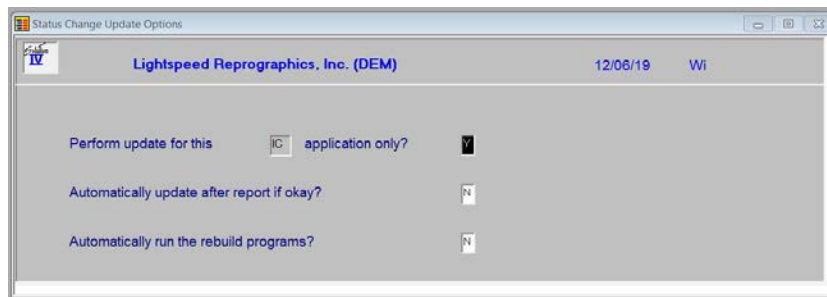 Status Change Update Options
IV
Lightspeed Reprographics, Inc. (DEM) 12/06/19 Wi
Perform update for this IC application only? Y
Automatically update after report if okay? N
Automatically run the rebuild programs? N